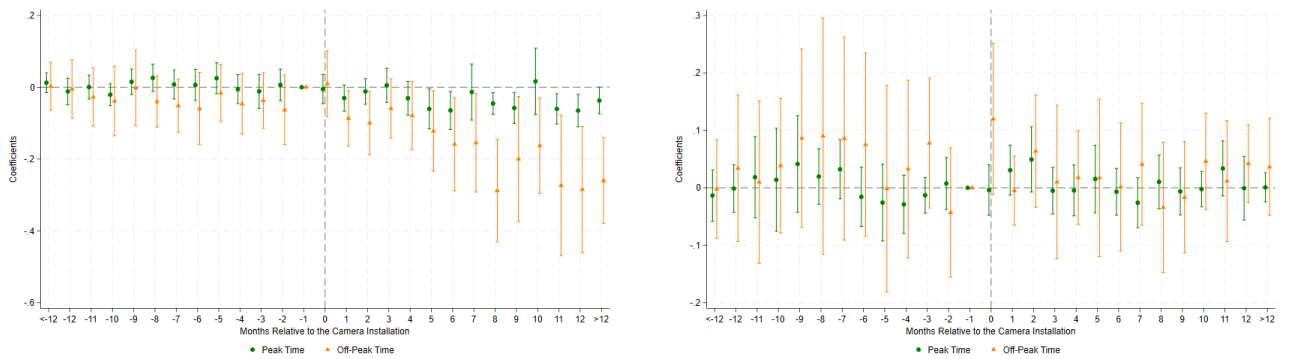 .2
0
-.2
-.4
-.6
Coefficients
<-12 -12 -11 -10 -9 -8 -7 -6 -5 -4 -3 -2 -1 0 1 2 3 4 5 6 7 8 9 10 11 12 >12
Months Relative to the Camera Installation
Peak Time Off-Peak Time
.3
.2
.1
0
-.1
-.2
Coefficients
<-12 -12 -11 -10 -9 -8 -7 -6 -5 -4 -3 -2 -1 0 1 2 3 4 5 6 7 8 9 10 11 12 >12
Months Relative to the Camera Installation
Peak Time Off-Peak Time